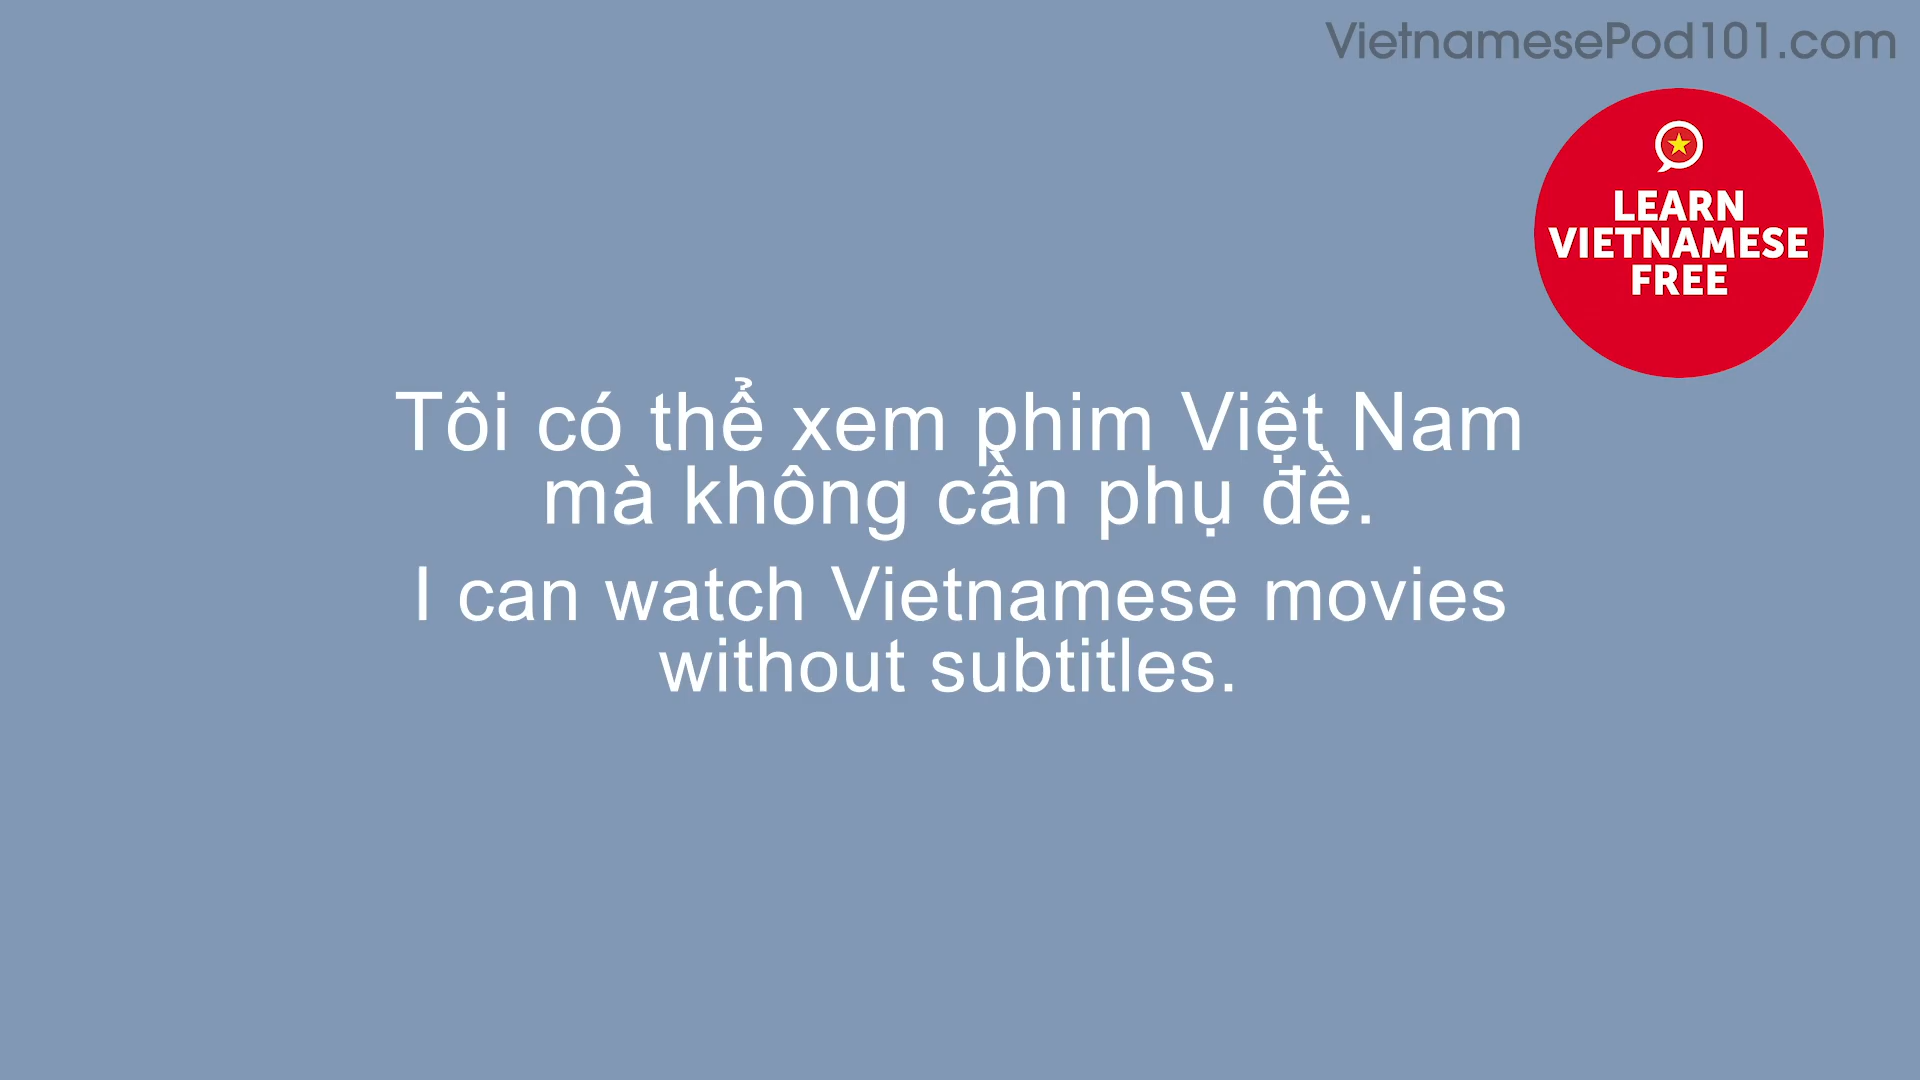 VietnamesePod101.com
LEARN
VIETNAMESE
FREE
Tôi có thể xem phim Việt Nam
mà không cần phụ đề.
I can watch Vietnamese movies
without subtitles.